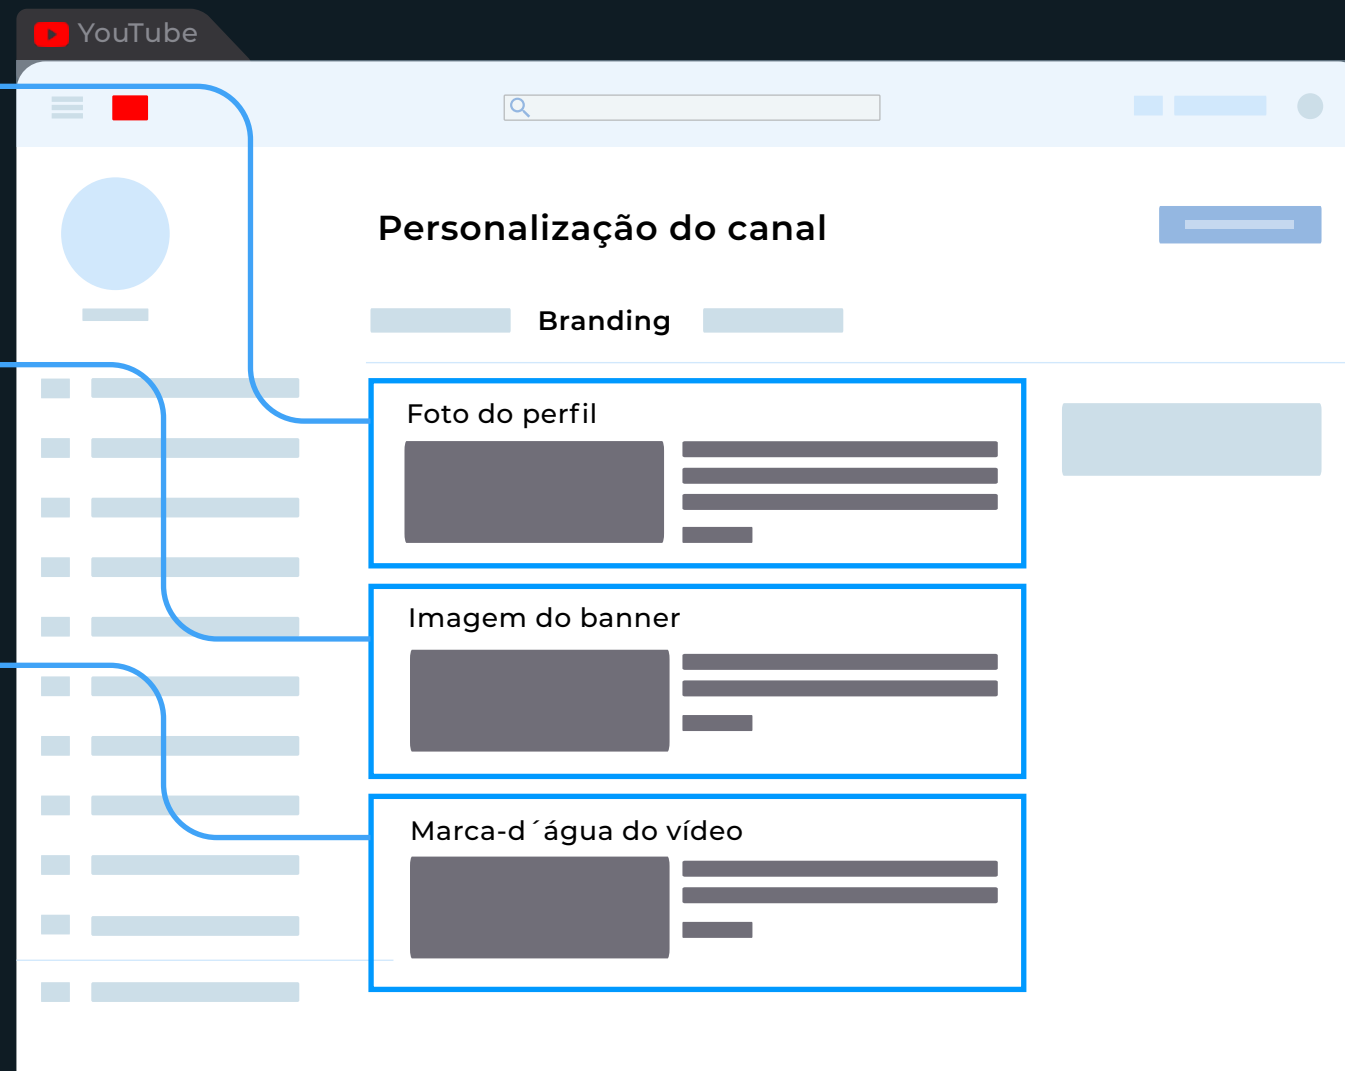 YouTube
Personalização do canal
Branding
Foto do perfil
Imagem do banner
Marca-d´água do vídeo